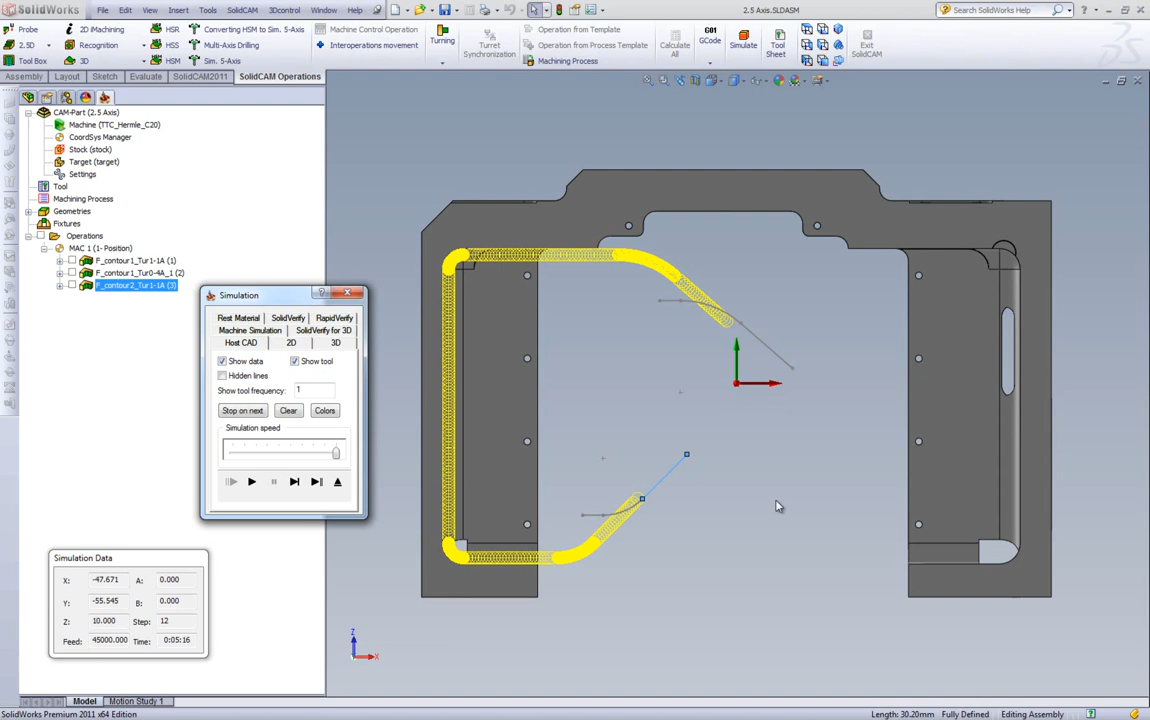 SolidWorks
File Edit View Insert Tools SolidCAM 3Dcontrol Window Help
2.5 Axis.SLDASM
Search SolidWorks Help
Probe
2D iMachining
HSR
Converting HSM to Sim. 5-Axis
Machine Control Operation
Turning
Turret Synchronization
Operation from Template
Calculate All
G01 GCode
Simulate
Tool Sheet
Exit SolidCAM
2.5D
Recognition
HSS
Multi-Axis Drilling
Interoperations movement
Operation from Process Template
Tool Box
3D
HSM
Sim. 5-Axis
Machining Process
Assembly Layout Sketch Evaluate SolidCAM2011 SolidCAM Operations
CAM-Part (2.5 Axis)
Machine (TTC_Hermle_C20)
CoordSys Manager
Stock (stock)
Target (target)
Settings
Tool
Machining Process
Geometries
Fixtures
Operations
MAC 1 (1- Position)
F_contour1_Tur1-1A (1)
F_contour1_Tur0-4A_1 (2)
F_contour2_Tur1-1A (3)
Simulation
Rest Material SolidVerify RapidVerify
Machine Simulation SolidVerify for 3D
Host CAD 2D 3D
Show data Show tool
Hidden lines
Show tool frequency: 1
Stop on next Clear Colors
Simulation speed
Simulation Data
X: -47.671 A: 0.000
Y: -55.545 B: 0.000
Z: 10.000 Step: 12
Feed: 45000.000 Time: 0:05:16
Z
X
Model Motion Study 1
SolidWorks Premium 2011 x64 Edition
Length: 30.20mm Fully Defined Editing Assembly